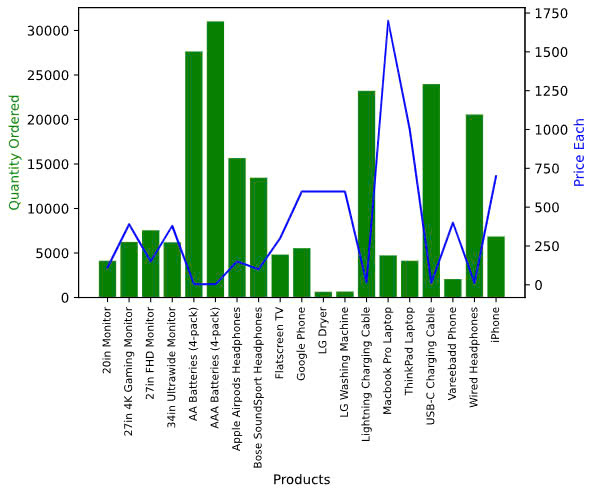 30000
25000
20000
15000
10000
5000
0
Quantity Ordered
1750
1500
1250
1000
750
500
250
0
Price Each
20in Monitor
27in 4K Gaming Monitor
27in FHD Monitor
34in Ultrawide Monitor
AA Batteries (4-pack)
AAA Batteries (4-pack)
Apple Airpods Headphones
Bose SoundSport Headphones
Flatscreen TV
Google Phone
LG Dryer
LG Washing Machine
Lightning Charging Cable
Macbook Pro Laptop
ThinkPad Laptop
USB-C Charging Cable
Vareebadd Phone
Wired Headphones
iPhone
Products